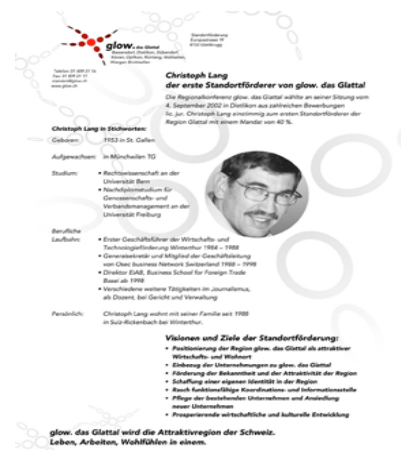 glow. das Glattal
Bassersdorf, Dietlikon, Dübendorf
Kloten, Opfikon, Rümlang, Wallisellen,
Wangen-Brüttisellen
Standortförderung
Europastrasse
8152 Glattbrugg
Telefon 01 809
Fax 01 809
www.glow.ch
Christoph Lang
der erste Standortförderer von glow. das Glattal
Die Regionalkonferenz glow. das Glattal wählte an seiner Sitzung vom
4. September 2002 in Dietlikon aus zahlreichen Bewerbungen
lic. jur. Christoph Lang einstimmig zum ersten Standortförderer der
Region Glattal mit einem Mandat von 40 %.
Christoph Lang in Stichworten:
Geboren: 1953 in St. Gallen
Aufgewachsen: in Münchwilen TG
Studium: • Rechtswissenschaft an der
Universität Bern
• Nachdiplomstudium für
Genossenschafts- und
Verbandsmanagement an der
Universität Freiburg
Berufliche
Laufbahn: • Erster Geschäftsführer der Wirtschafts- und
Technologieförderung Winterthur 1984 – 1988
• Generalsekretär und Mitglied der Geschäftsleitung
von Osec business Network Switzerland 1988 – 1998
• Direktor EIAB, Business School for Foreign Trade
Basel ab 1998
• Verschiedene weitere Tätigkeiten im Journalismus,
als Dozent, bei Gericht und Verwaltung
Persönlich: Christoph Lang wohnt mit seiner Familie seit 1988
in Sulz-Rickenbach bei Winterthur.
Visionen und Ziele der Standortförderung:
• Positionierung der Region glow. das Glattal als attraktiver
Wirtschafts- und Wohnort
• Einbezug der Unternehmungen zu glow. das Glattal
• Förderung der Bekanntheit und der Attraktivität der Region
• Schaffung einer eigenen Identität in der Region
• Rasch funktionsfähige Koordinations- und Informationsstelle
• Pflege der bestehenden Unternehmen und Ansiedlung
neuer Unternehmen
• Prosperierende wirtschaftliche und kulturelle Entwicklung
glow. das Glattal wird die Attraktivregion der Schweiz.
Leben, Arbeiten, Wohlfühlen in einem.